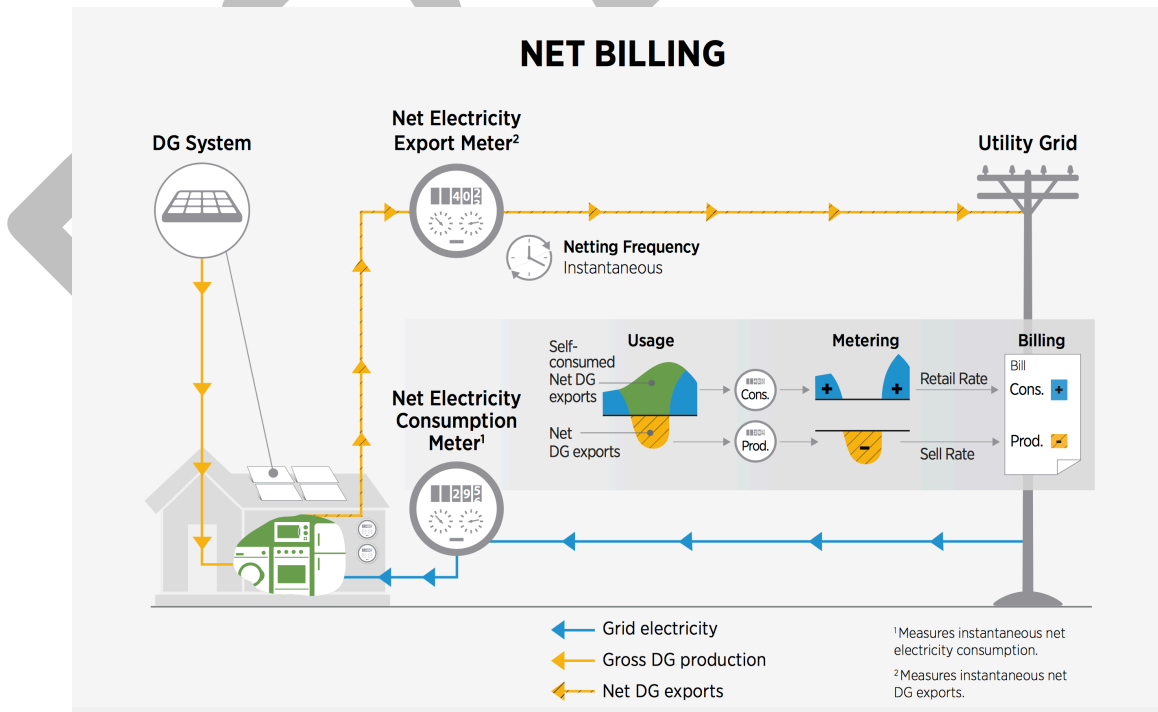 NET BILLING
DG System
Net Electricity
Export Meter²
Utility Grid
402
Netting Frequency
Instantaneous
Usage
Metering
Billing
Self-
consumed
Net DG
exports
Net
DG exports
Cons.
Prod.
+
+
-
Retail Rate
Sell Rate
Bill
Cons. +
Prod. -
Net Electricity
Consumption
Meter¹
295
Grid electricity
Gross DG production
Net DG exports
¹Measures instantaneous net
electricity consumption.
²Measures instantaneous net
DG exports.